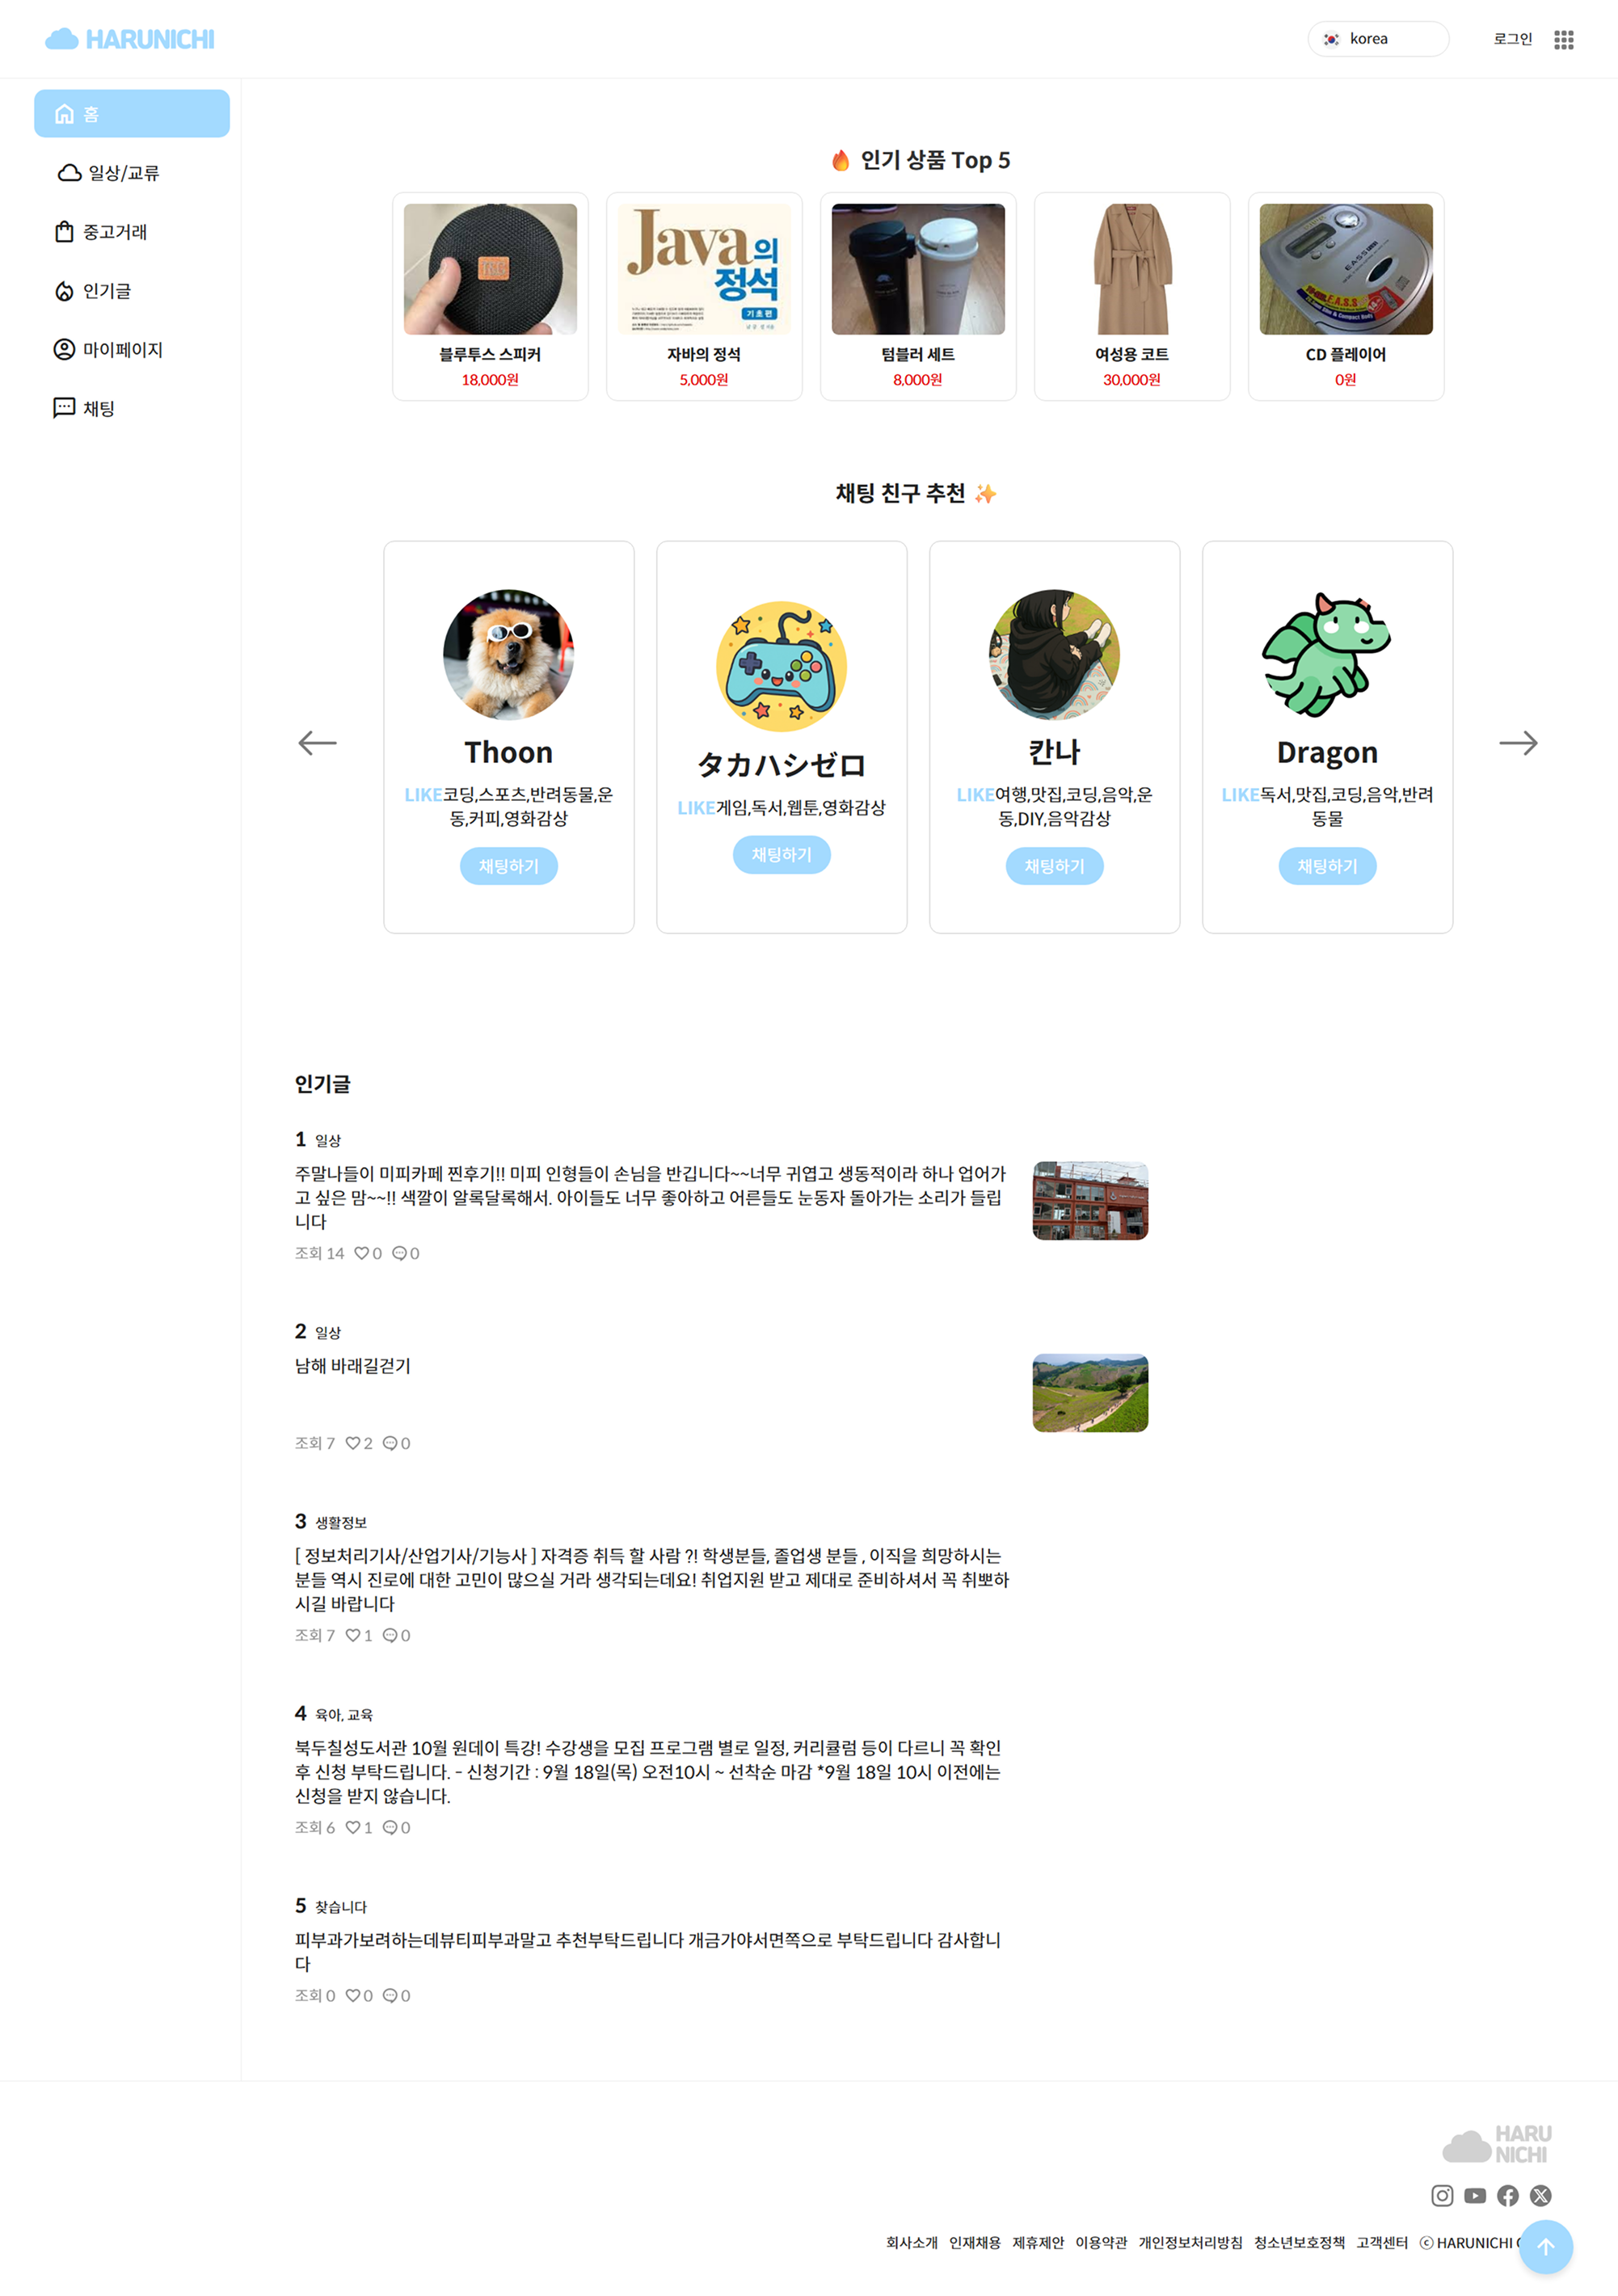 HARUNICHI
korea
로그인
홈
일상/교류
중고거래
인기글
마이페이지
채팅
인기 상품 Top 5
Java의
정석
기초편
블루투스 스피커
18,000원
자바의 정석
5,000원
텀블러 세트
8,000원
여성용 코트
30,000원
CD 플레이어
0원
채팅 친구 추천
Thoon
LIKE코딩,스포츠,반려동물,운
동,커피,영화감상
채팅하기
タカハシゼロ
LIKE게임,독서,웹툰,영화감상
채팅하기
칸나
LIKE여행,맛집,코딩,음악,운
동,DIY,음악감상
채팅하기
Dragon
LIKE독서,맛집,코딩,음악,반려
동물
채팅하기
인기글
1 일상
주말나들이 미피카페 찐후기!! 미피 인형들이 손님을 반깁니다~~너무 귀엽고 생동적이라 하나 업어가
고 싶은 맘~~!! 색깔이 알록달록해서. 아이들도 너무 좋아하고 어른들도 눈동자 돌아가는 소리가 들립
니다
조회 14 0 0
2 일상
남해 바래길걷기
조회 7 2 0
3 생활정보
[ 정보처리기사/산업기사/기능사 ] 자격증 취득 할 사람 ?! 학생분들, 졸업생 분들 , 이직을 희망하시는
분들 역시 진로에 대한 고민이 많으실 거라 생각되는데요! 취업지원 받고 제대로 준비하셔서 꼭 취뽀하
시길 바랍니다
조회 7 1 0
4 육아, 교육
북두칠성도서관 10월 원데이 특강! 수강생을 모집 프로그램 별로 일정, 커리큘럼 등이 다르니 꼭 확인
후 신청 부탁드립니다. - 신청기간 : 9월 18일(목) 오전10시 ~ 선착순 마감 *9월 18일 10시 이전에는
신청을 받지 않습니다.
조회 6 1 0
5 찾습니다
피부과가보려하는데뷰티피부과말고 추천부탁드립니다 개금가야서면쪽으로 부탁드립니다 감사합니
다
조회 0 0 0
HARU
NICHI
회사소개 인재채용 제휴제안 이용약관 개인정보처리방침 청소년보호정책 고객센터 ⓒ HARUNICHI